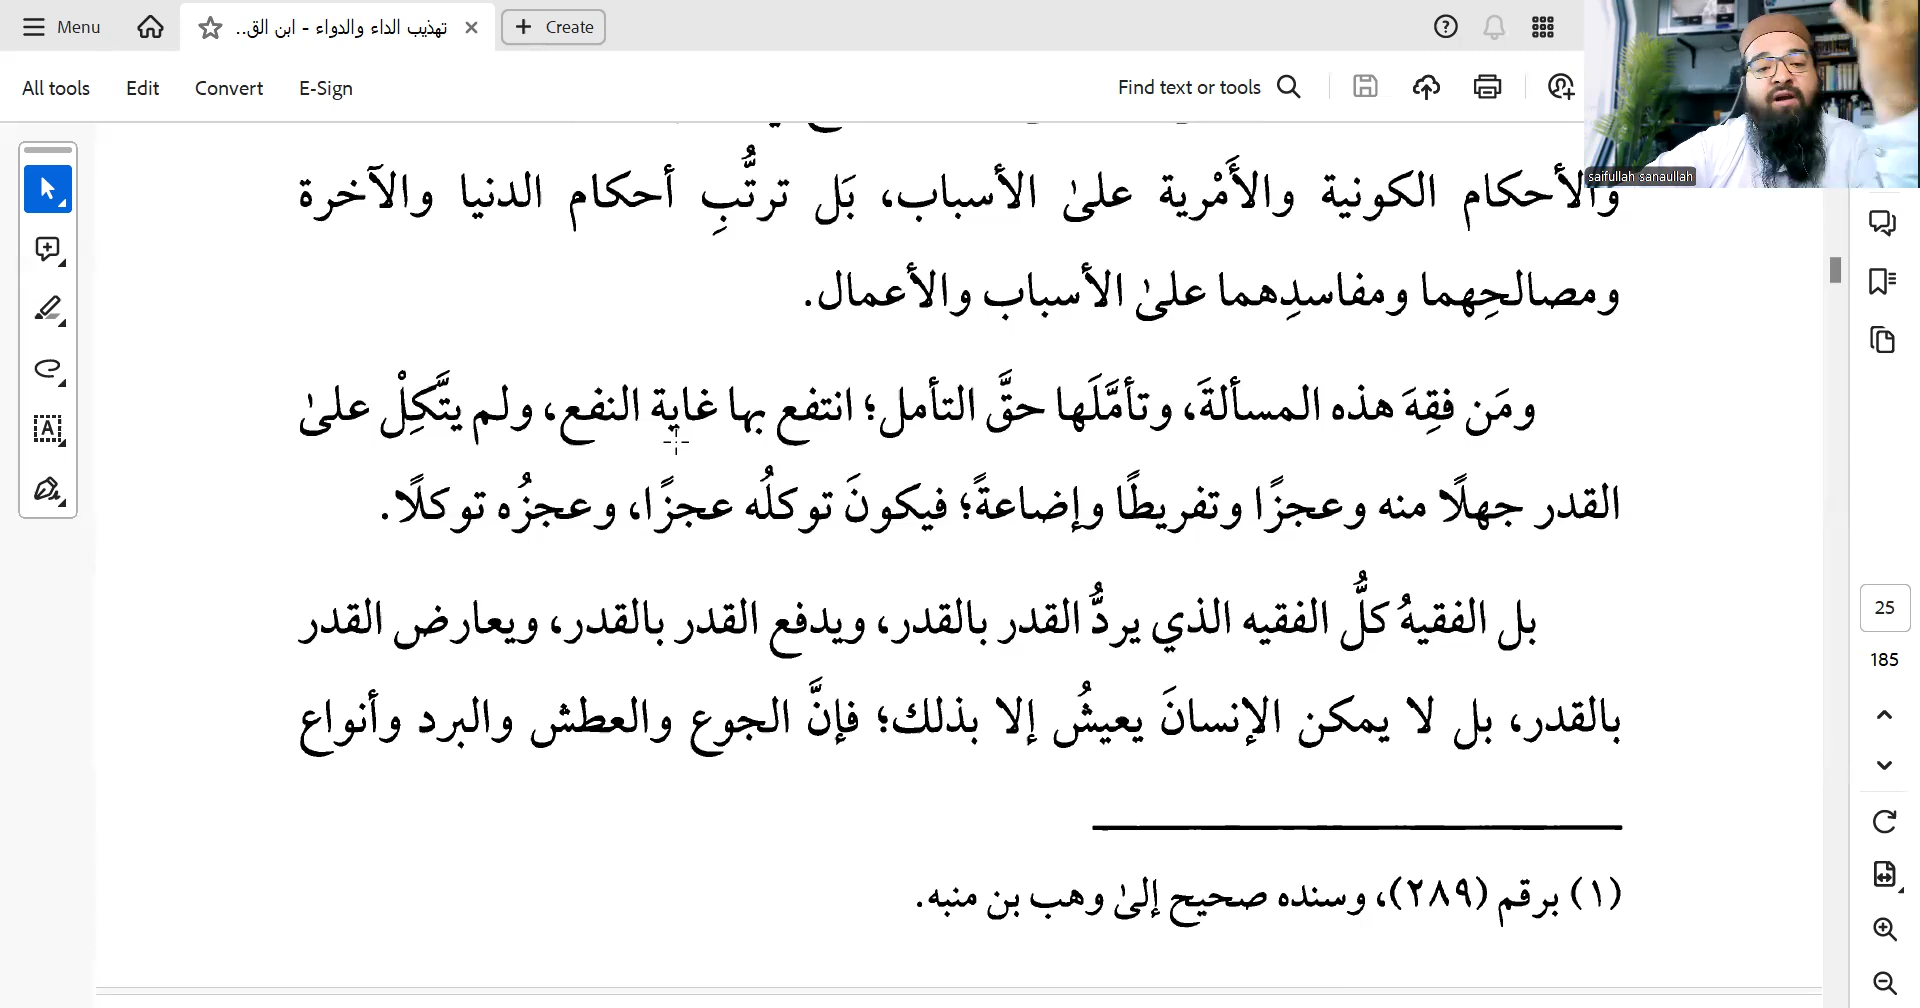 Menu
تهذيب الداء والدواء - ابن الق..
Create
All tools
Edit
Convert
E-Sign
Find text or tools
saifullah sanaullah
والأحكام الكونية والأَمْرية علىٰ الأسباب، بَل ترتُّبِ أحكام الدنيا والآخرة
ومصالحِهما ومفاسدِهما علىٰ الأسباب والأعمال.
ومَن فقِهَ هذه المسألةَ، وتأمَّلَها حقَّ التأمل؛ انتفع بها غاية النفع، ولم يتَّكِلْ علىٰ
القدر جهلًا منه وعجزًا وتفريطًا وإضاعةً؛ فيكونَ توكلُه عجزًا، وعجزُه توكلًا.
بل الفقيهُ كلُّ الفقيه الذي يردُّ القدر بالقدر، ويدفع القدر بالقدر، ويعارض القدر
بالقدر، بل لا يمكن الإنسانَ يعيشُ إلا بذلك؛ فإنَّ الجوع والعطش والبرد وأنواع
(١) برقم (٢٨٩)، وسنده صحيح إلىٰ وهب بن منبه.
25
185